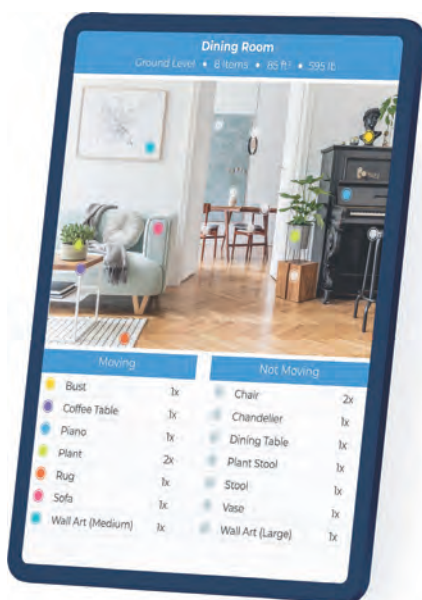 Dining Room
Ground Level • 8 items • 85 ft³ • 595 lb
Moving
Bust 1x
Coffee Table 1x
Piano 1x
Plant 2x
Rug 1x
Sofa 1x
Wall Art (Medium) 1x
Not Moving
Chair 2x
Chandelier 1x
Dining Table 1x
Plant Stool 1x
Stool 1x
Vase 1x
Wall Art (Large) 1x